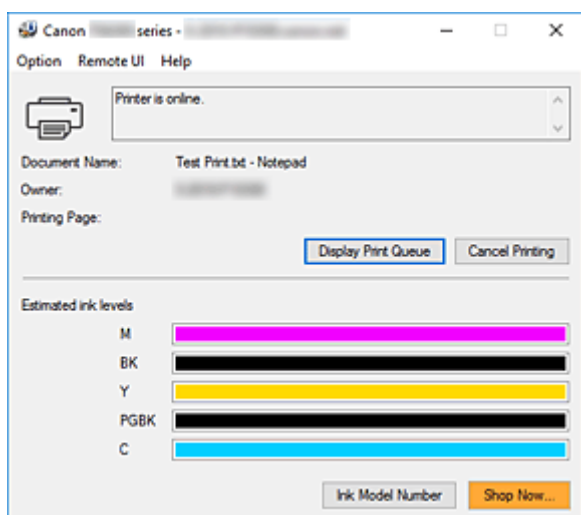 Canon series -
Option Remote UI Help
Printer is online.
Document Name: Test Print.txt - Notepad
Owner:
Printing Page:
Display Print Queue Cancel Printing
Estimated ink levels
M
BK
Y
PGBK
C
Ink Model Number Shop Now...